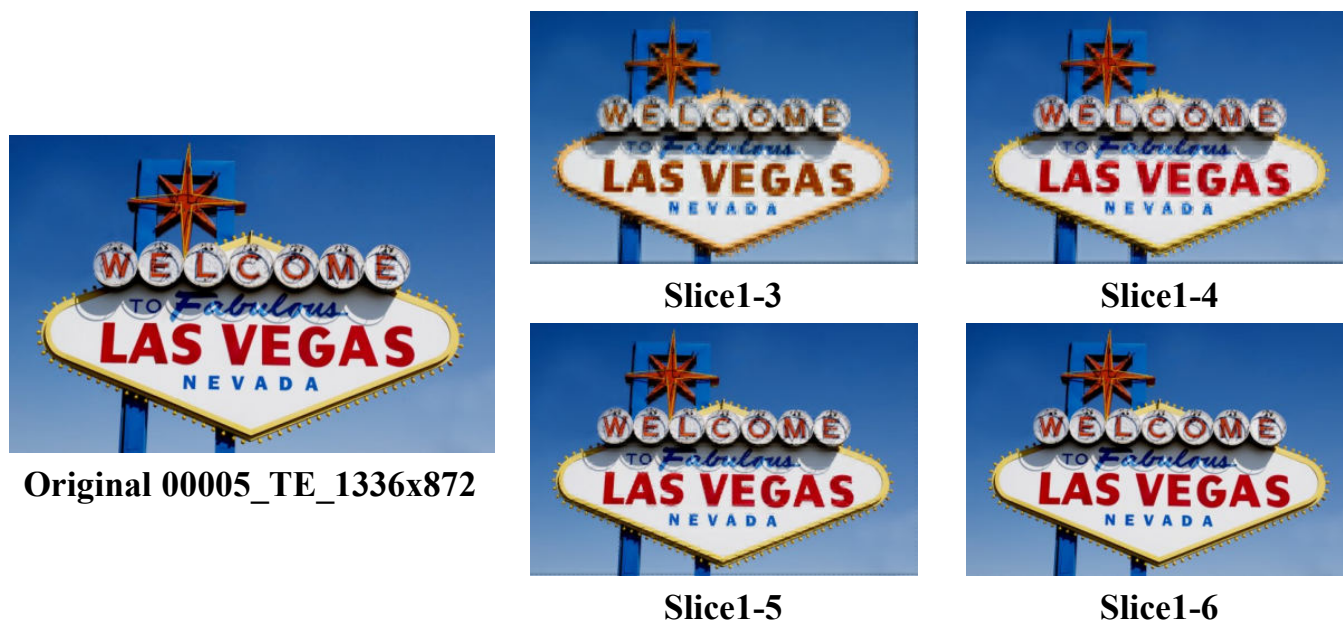 WELCOME
TO Fabulous
LAS VEGAS
NEVADA
Original 00005_TE_1336x872
WELCOME
TO Fabulous
LAS VEGAS
NEVADA
Slice1-3
WELCOME
TO Fabulous
LAS VEGAS
NEVADA
Slice1-4
WELCOME
TO Fabulous
LAS VEGAS
NEVADA
Slice1-5
WELCOME
TO Fabulous
LAS VEGAS
NEVADA
Slice1-6